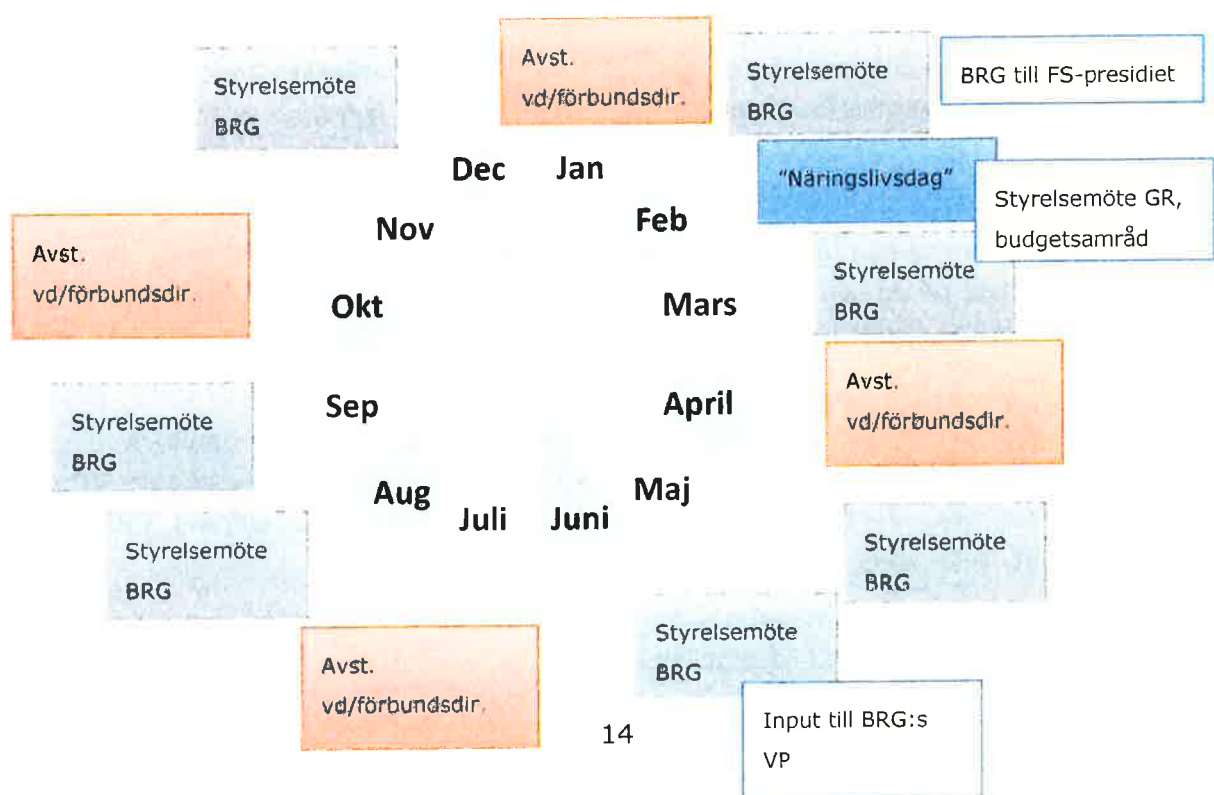 Avst.
vd/förbundsdir.
Styrelsemöte
BRG
BRG till FS-presidiet
"Näringslivsdag"
Styrelsemöte GR,
budgetsamråd
Styrelsemöte
BRG
Avst.
vd/förbundsdir.
Styrelsemöte
BRG
Styrelsemöte
BRG
Input till BRG:s
VP
Avst.
vd/förbundsdir.
Styrelsemöte
BRG
Styrelsemöte
BRG
Avst.
vd/förbundsdir.
Styrelsemöte
BRG
Jan
Feb
Mars
April
Maj
Juni
Juli
Aug
Sep
Okt
Nov
Dec
14